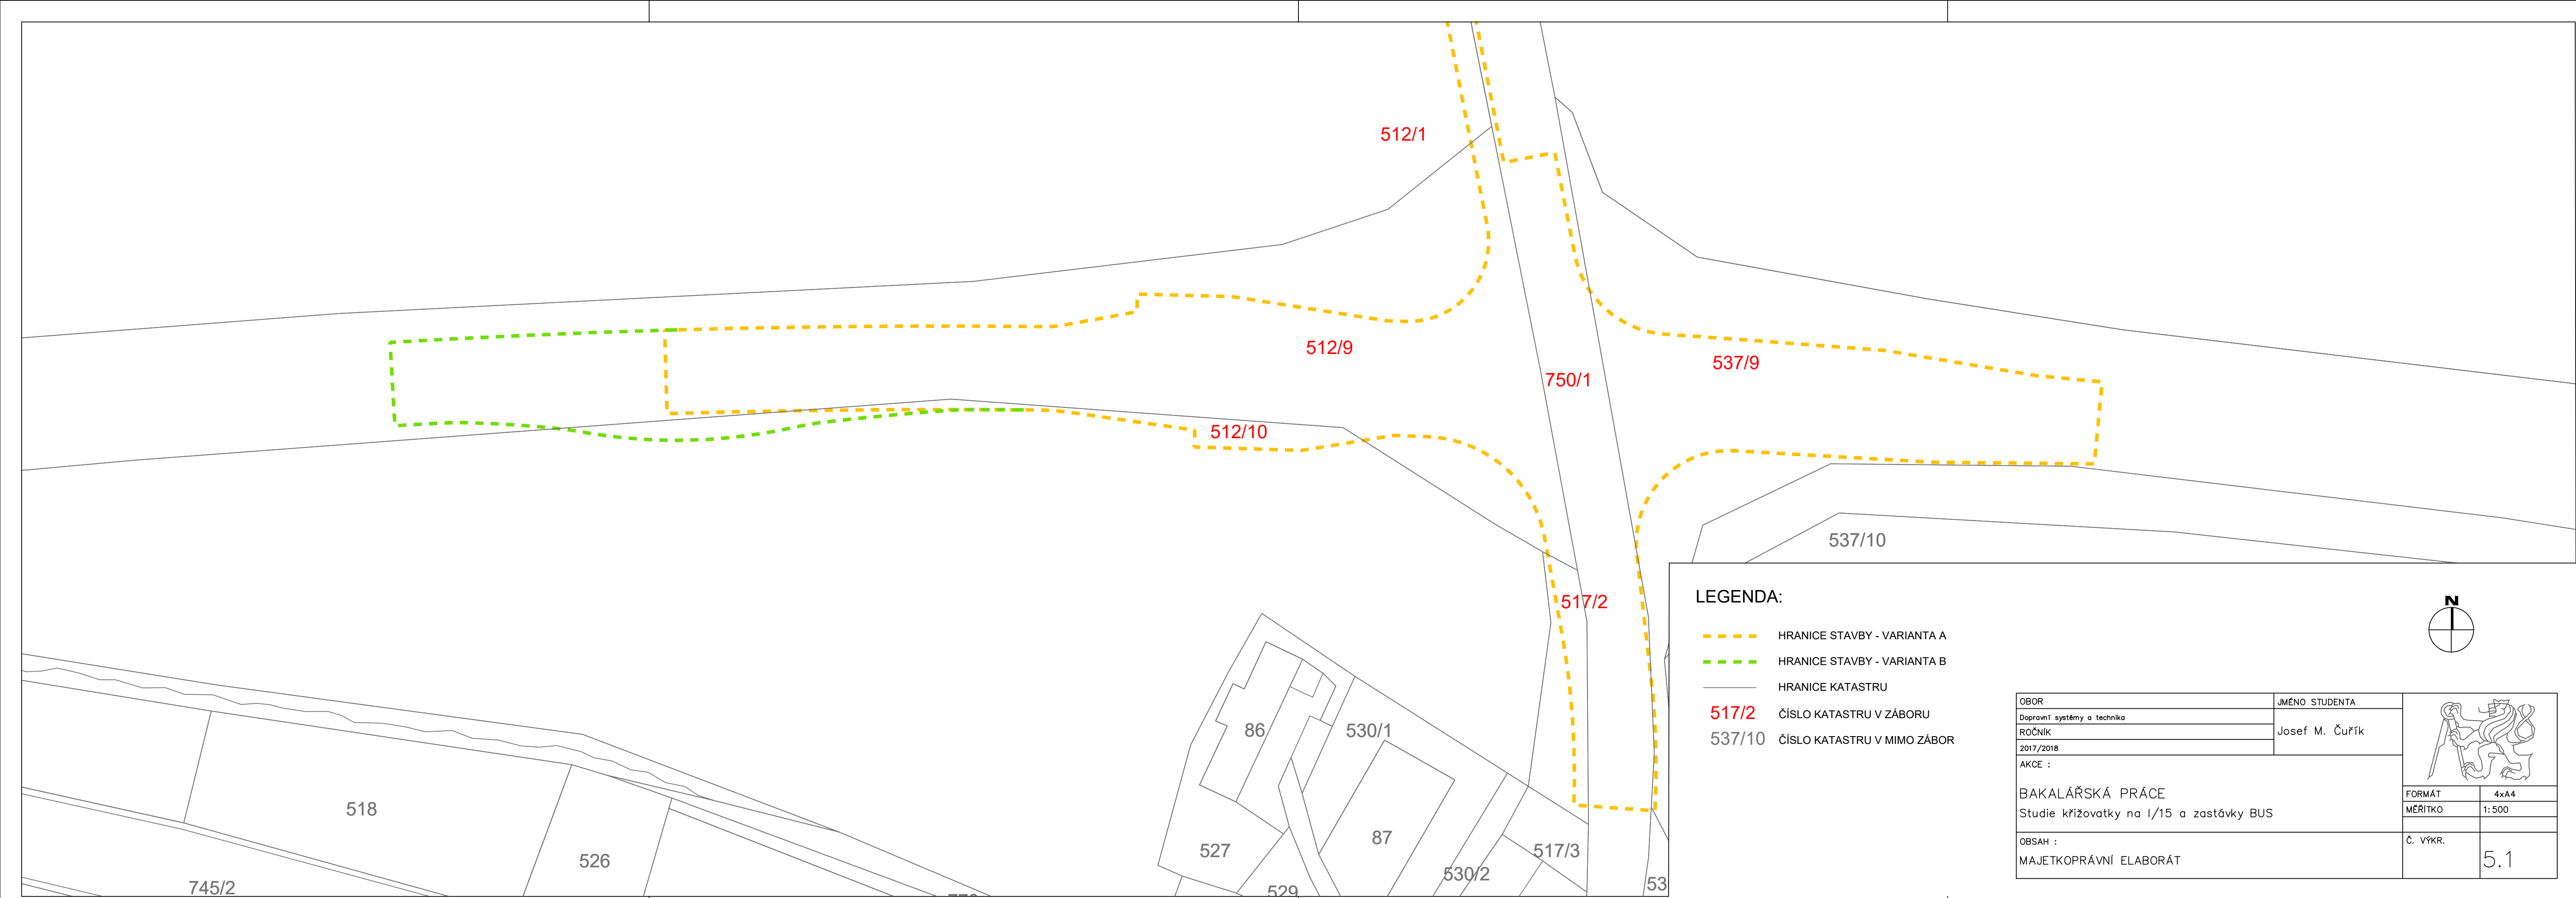 512/1
512/9
537/9
750/1
512/10
537/10
517/2
86
530/1
518
87
527
517/3
526
530/2
745/2
529
LEGENDA:
N
HRANICE STAVBY - VARIANTA A
HRANICE STAVBY - VARIANTA B
HRANICE KATASTRU
517/2 ČÍSLO KATASTRU V ZÁBORU
537/10 ČÍSLO KATASTRU V MIMO ZÁBOR
OBOR
JMÉNO STUDENTA
Dopravní systémy a technika
Josef M. Čuřík
ROČNÍK
2017/2018
AKCE :
BAKALÁŘSKÁ PRÁCE
Studie křižovatky na I/15 a zastávky BUS
FORMÁT 4xA4
MĚŘÍTKO 1:500
OBSAH :
MAJETKOPRÁVNÍ ELABORÁT
Č. VÝKR.
5.1